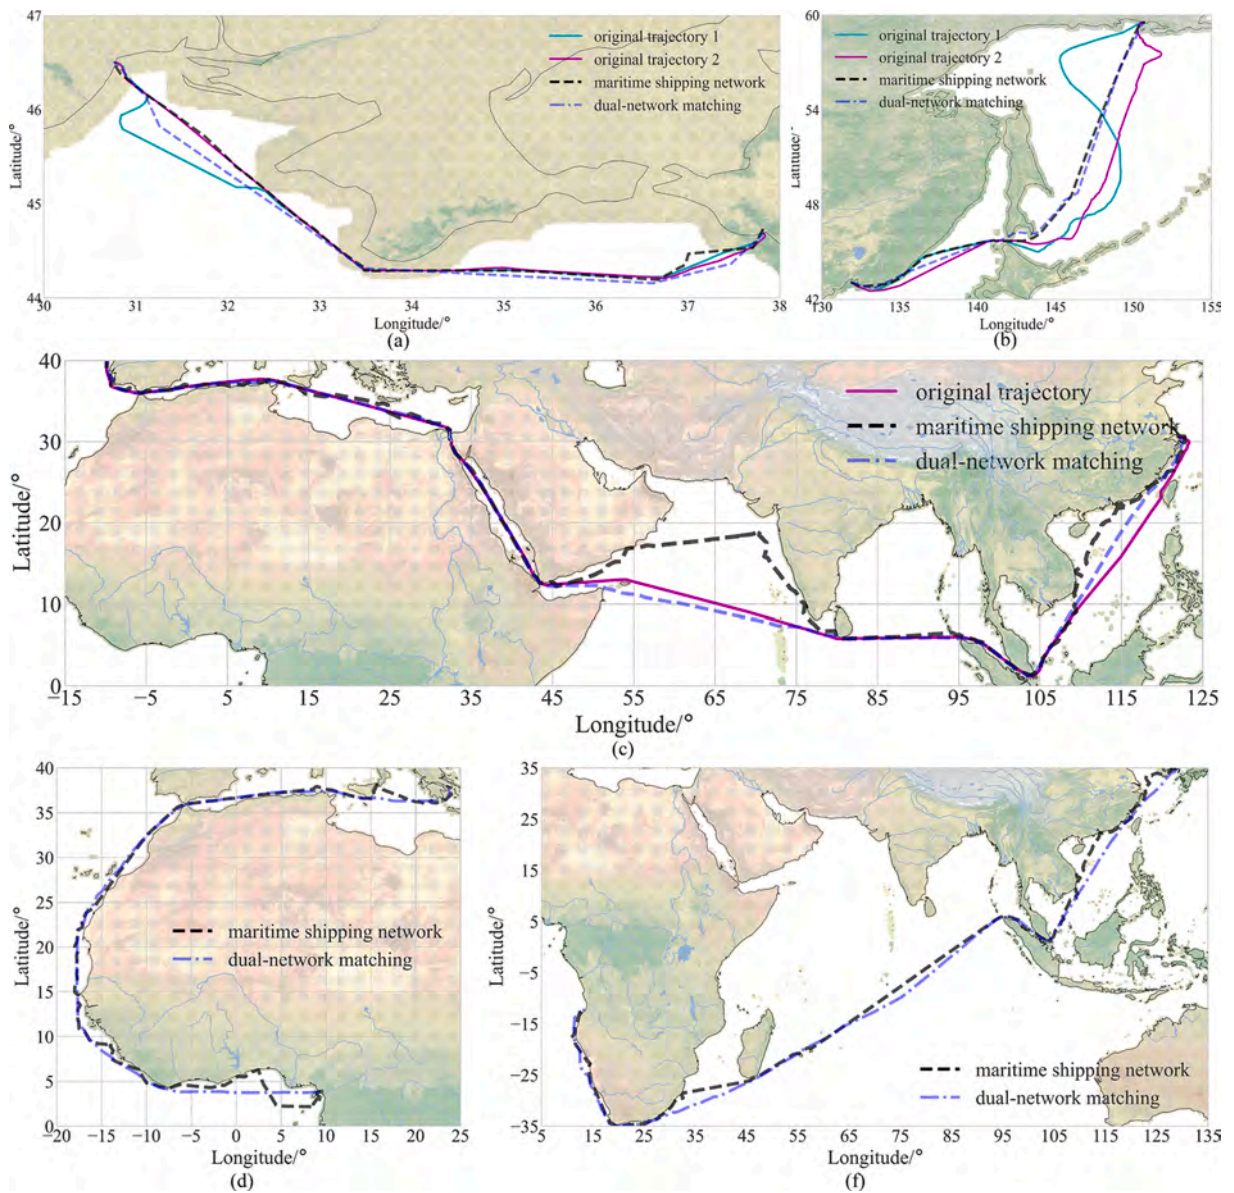 47
46
45
44
Latitude/°
30
31
32
33
34
35
36
37
38
Longitude/°
(a)
original trajectory 1
original trajectory 2
maritime shipping network
dual-network matching
60
54
48
42
Latitude/°
130
135
140
145
150
155
Longitude/°
(b)
original trajectory 1
original trajectory 2
maritime shipping network
dual-network matching
40
30
20
10
0
Latitude/°
−15
−5
5
15
25
35
45
55
65
75
85
95
105
115
125
Longitude/°
(c)
original trajectory
maritime shipping network
dual-network matching
40
35
30
25
20
15
10
5
0
Latitude/°
−20
−15
−10
−5
0
5
10
15
20
25
Longitude/°
(d)
maritime shipping network
dual-network matching
35
25
15
5
−5
−15
−25
−35
Latitude/°
5
15
25
35
45
55
65
75
85
95
105
115
125
135
Longitude/°
(f)
maritime shipping network
dual-network matching